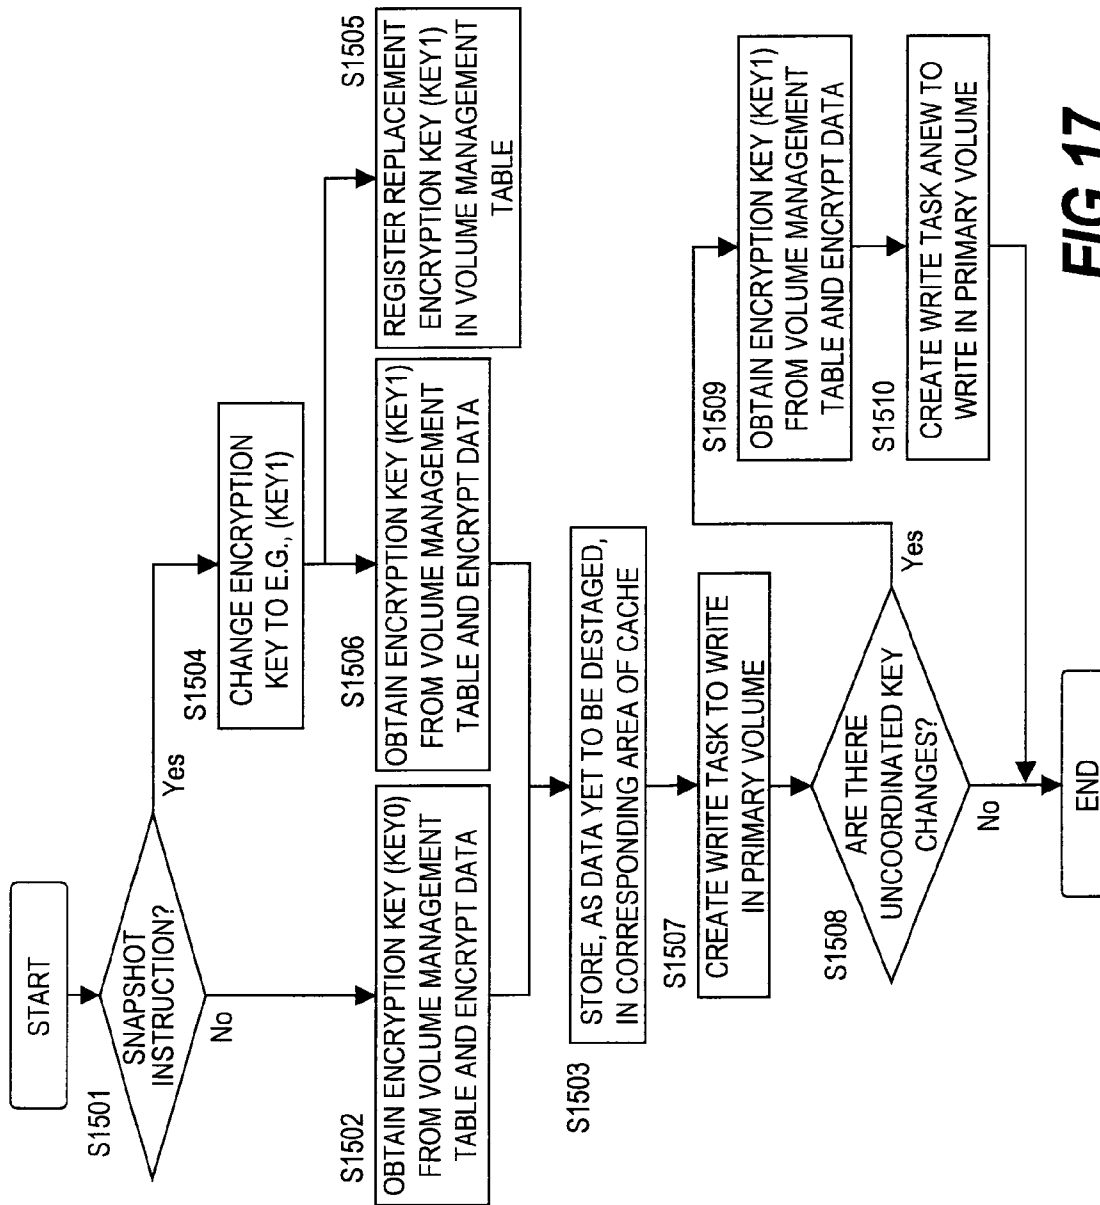 START
S1501
SNAPSHOT
INSTRUCTION?
Yes
No
S1504
CHANGE ENCRYPTION
KEY TO E.G., (KEY1)
S1505
REGISTER REPLACEMENT
ENCRYPTION KEY (KEY1)
IN VOLUME MANAGEMENT
TABLE
S1502
OBTAIN ENCRYPTION KEY (KEY0)
FROM VOLUME MANAGEMENT
TABLE AND ENCRYPT DATA
S1506
OBTAIN ENCRYPTION KEY (KEY1)
FROM VOLUME MANAGEMENT
TABLE AND ENCRYPT DATA
S1503
STORE, AS DATA YET TO BE DESTAGED,
IN CORRESPONDING AREA OF CACHE
S1507
CREATE WRITE TASK TO WRITE
IN PRIMARY VOLUME
S1508
ARE THERE
UNCOORDINATED KEY
CHANGES?
Yes
No
S1509
OBTAIN ENCRYPTION KEY (KEY1)
FROM VOLUME MANAGEMENT
TABLE AND ENCRYPT DATA
S1510
CREATE WRITE TASK ANEW TO
WRITE IN PRIMARY VOLUME
END
FIG.17